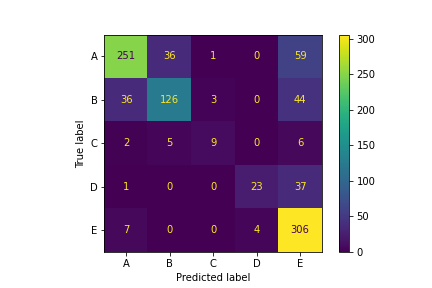 A 251 36 1 0 59 300
250
B 36 126 3 0 44
200
True label
C 2 5 9 0 6 150
100
D 1 0 0 23 37
50
E 7 0 0 4 306
0
A B C D E
Predicted label